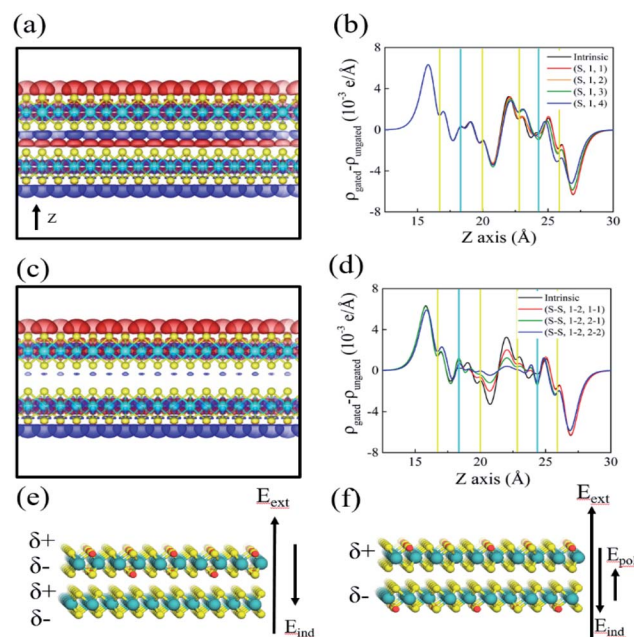 (a)
z
(b)
ρgated-ρungated (10⁻³ e/Å)
8
4
0
-4
-8
15
20
25
30
Z axis (Å)
Intrinsic
(S, 1, 1)
(S, 1, 2)
(S, 1, 3)
(S, 1, 4)
(c)
(d)
ρgated-ρungated (10⁻³ e/Å)
8
4
0
-4
-8
15
20
25
30
Z axis (Å)
Intrinsic
(S-S, 1-2, 1-1)
(S-S, 1-2, 2-1)
(S-S, 1-2, 2-2)
(e)
Eext
δ+
δ-
δ+
δ-
Eind
(f)
Eext
δ+
Epol
δ-
Eind